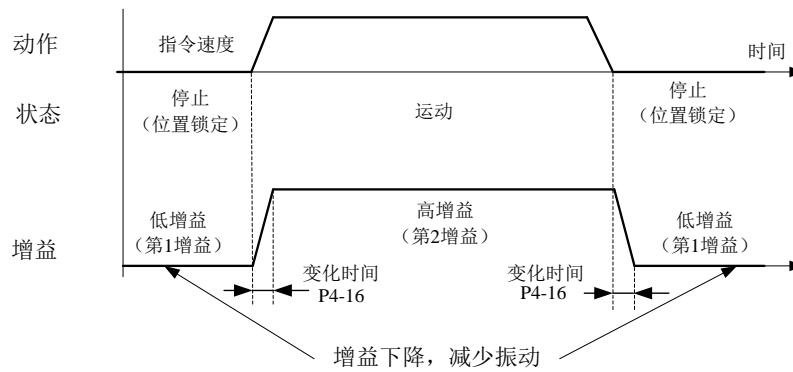 动作
指令速度
时间
状态
停止
（位置锁定）
运动
停止
（位置锁定）
增益
低增益
（第1增益）
高增益
（第2增益）
低增益
（第1增益）
变化时间
P4-16
变化时间
P4-16
增益下降，减少振动